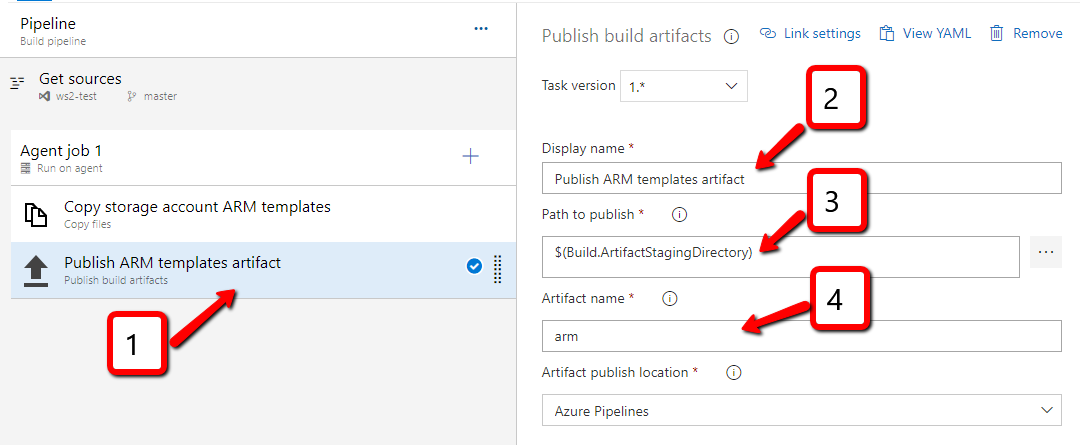 Pipeline
Build pipeline
...
Get sources
ws2-test master
Agent job 1
Run on agent
Copy storage account ARM templates
Copy files
Publish ARM templates artifact
Publish build artifacts
1
Publish build artifacts Link settings View YAML Remove
Task version 1.*
2
Display name *
Publish ARM templates artifact
Path to publish *
3
$(Build.ArtifactStagingDirectory)
...
Artifact name *
4
arm
Artifact publish location *
Azure Pipelines